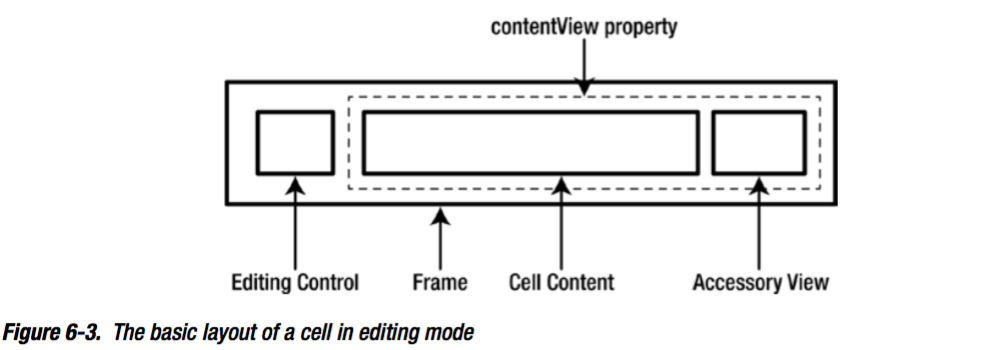 contentView property
Editing Control Frame Cell Content Accessory View
Figure 6-3. The basic layout of a cell in editing mode